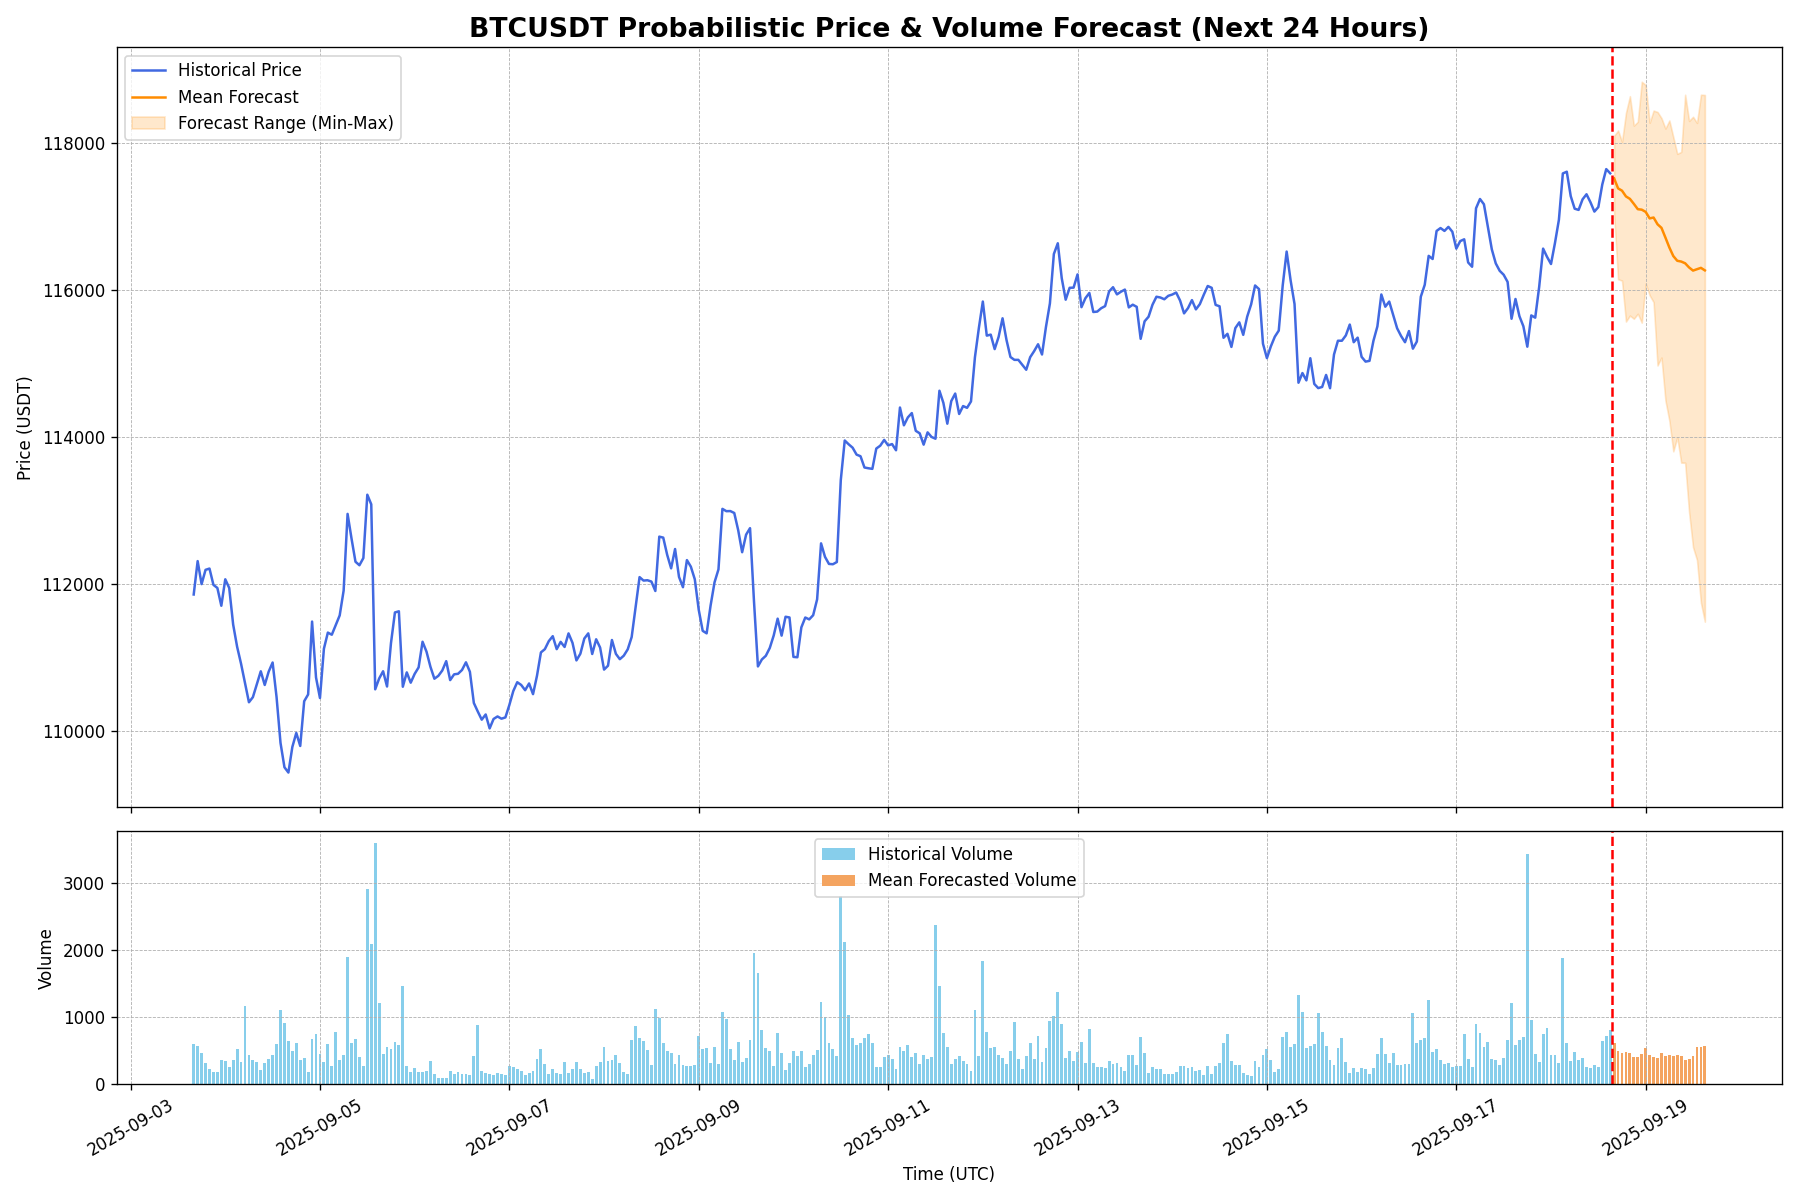 BTCUSDT Probabilistic Price & Volume Forecast (Next 24 Hours)
Historical Price
Mean Forecast
Forecast Range (Min-Max)
118000
116000
114000
112000
110000
Price (USDT)
Historical Volume
Mean Forecasted Volume
3000
2000
1000
0
Volume
2025-09-03
2025-09-05
2025-09-07
2025-09-09
2025-09-11
2025-09-13
2025-09-15
2025-09-17
2025-09-19
Time (UTC)